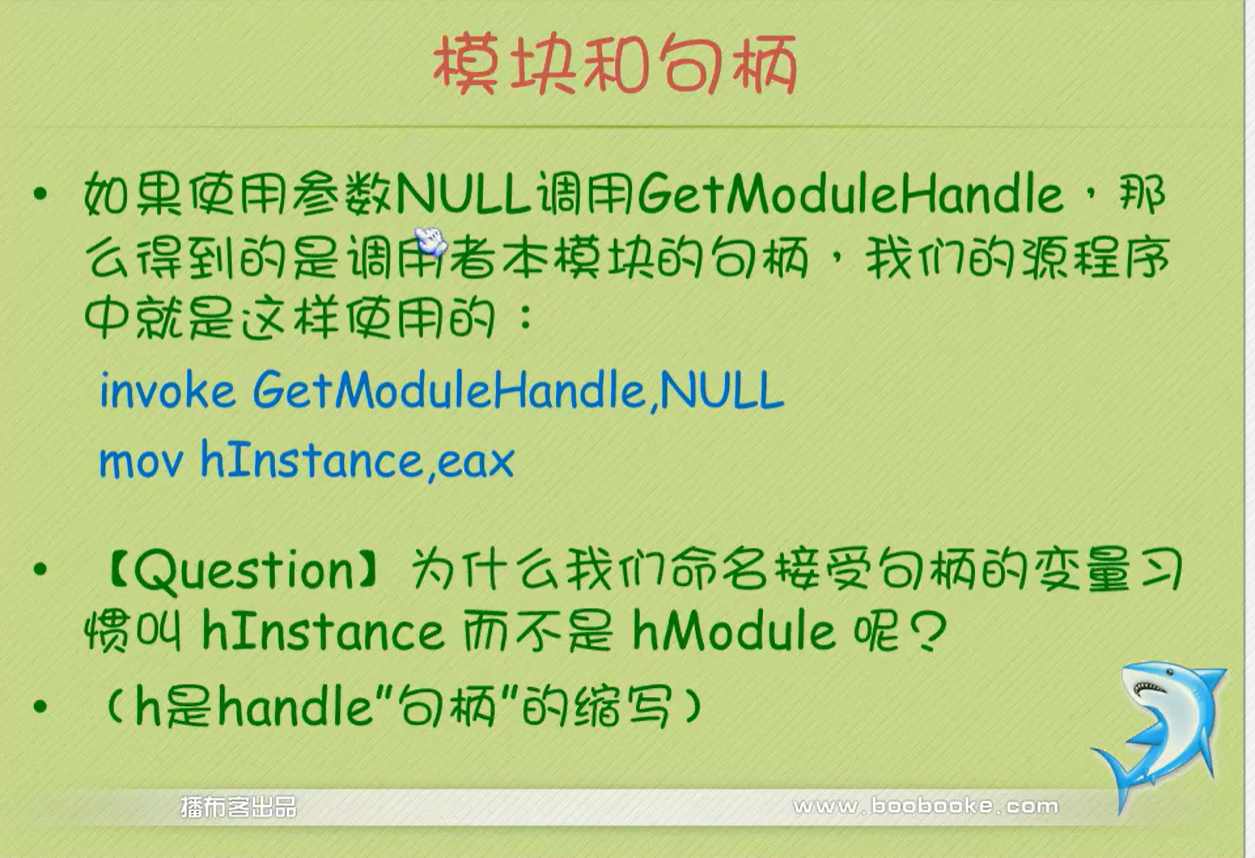 模块和句柄
• 如果使用参数NULL调用GetModuleHandle，那
么得到的是调用者本模块的句柄，我们的源程序
中就是这样使用的：
invoke GetModuleHandle,NULL
mov hInstance,eax
• 【Question】为什么我们命名接受句柄的变量习
惯叫 hInstance 而不是 hModule 呢？
• （h是handle"句柄"的缩写）
播布客出品
www.boobooke.com